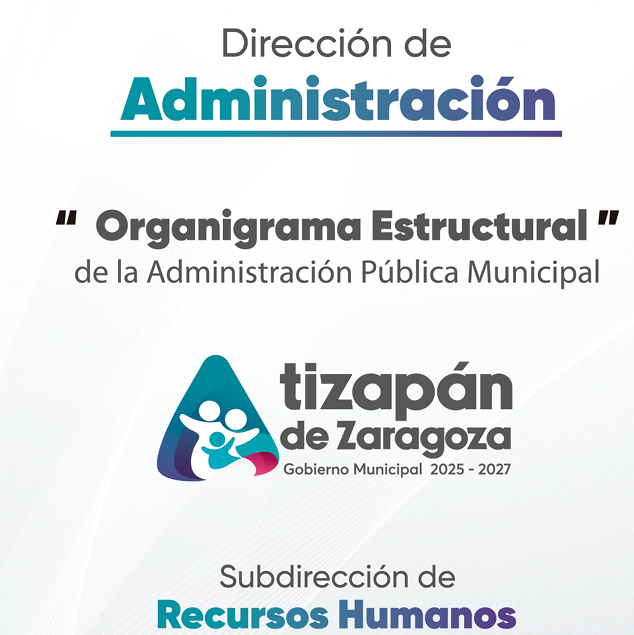 Dirección de
Administración
" Organigrama Estructural "
de la Administración Pública Municipal
tizapán
de Zaragoza
Gobierno Municipal 2025 - 2027
Subdirección de
Recursos Humanos